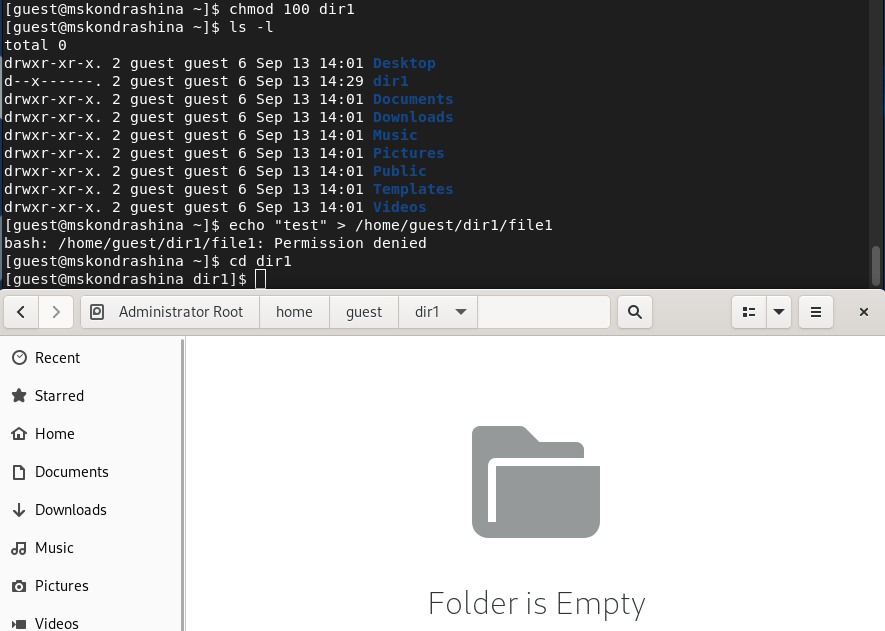 [guest@mskondrashina ~]$ chmod 100 dir1
[guest@mskondrashina ~]$ ls -l
total 0
drwxr-xr-x. 2 guest guest 6 Sep 13 14:01 Desktop
d--x------. 2 guest guest 6 Sep 13 14:29 dir1
drwxr-xr-x. 2 guest guest 6 Sep 13 14:01 Documents
drwxr-xr-x. 2 guest guest 6 Sep 13 14:01 Downloads
drwxr-xr-x. 2 guest guest 6 Sep 13 14:01 Music
drwxr-xr-x. 2 guest guest 6 Sep 13 14:01 Pictures
drwxr-xr-x. 2 guest guest 6 Sep 13 14:01 Public
drwxr-xr-x. 2 guest guest 6 Sep 13 14:01 Templates
drwxr-xr-x. 2 guest guest 6 Sep 13 14:01 Videos
[guest@mskondrashina ~]$ echo "test" > /home/guest/dir1/file1
bash: /home/guest/dir1/file1: Permission denied
[guest@mskondrashina ~]$ cd dir1
[guest@mskondrashina dir1]$
Administrator Root home guest dir1
Recent
Starred
Home
Documents
Downloads
Music
Pictures
Videos
Folder is Empty